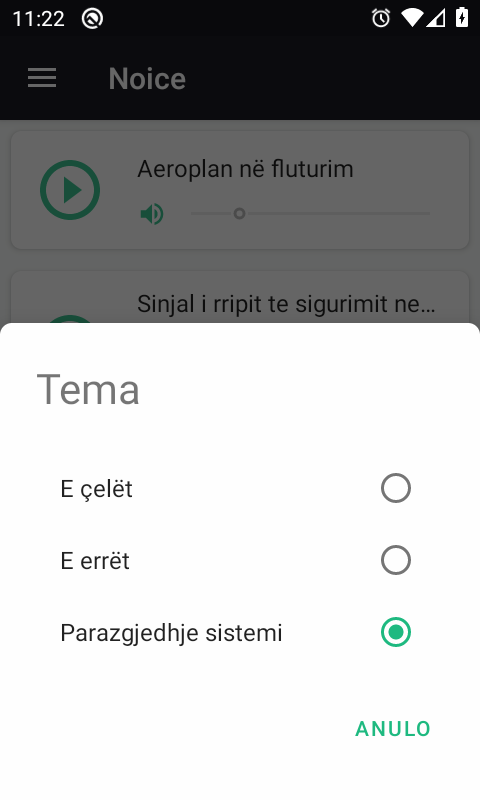 11:22
Noice
Aeroplan në fluturim
Sinjal i rripit te sigurimit ne…
Tema
E çelët
E errët
Parazgjedhje sistemi
ANULO